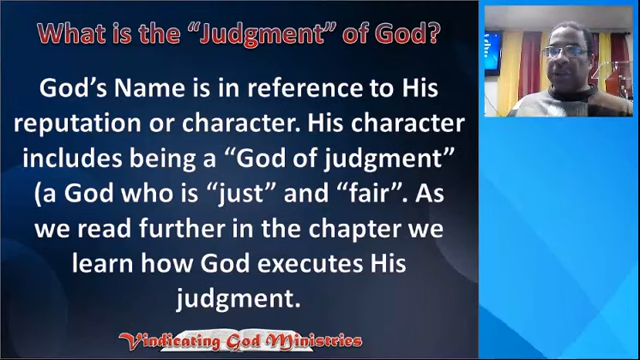 What is the “Judgment” of God?
God’s Name is in reference to His
reputation or character. His character
includes being a “God of judgment”
(a God who is “just” and “fair”. As
we read further in the chapter we
learn how God executes His
judgment.
Vindicating God Ministries